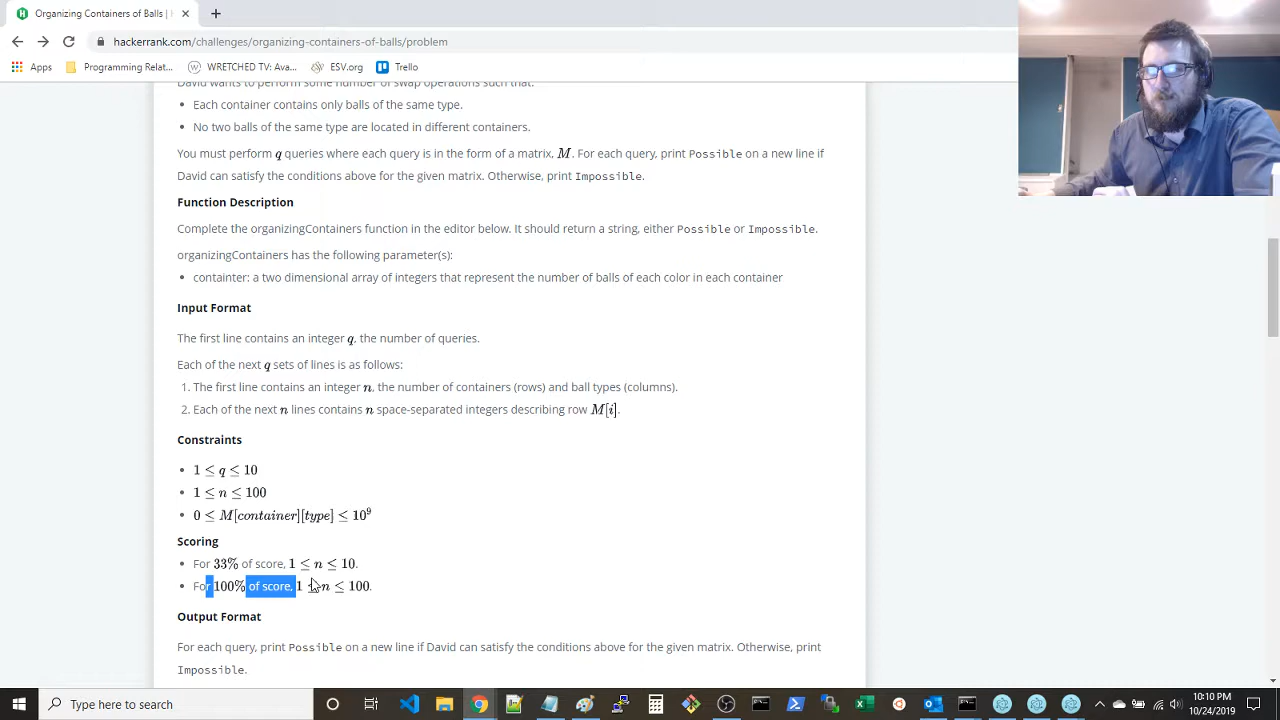 Organizing Containers of Balls |
hackerrank.com/challenges/organizing-containers-of-balls/problem
Apps
Programming Relat...
WRETCHED TV: Ava...
ESV.org
Trello
David wants to perform some number of swap operations such that:
Each container contains only balls of the same type.
No two balls of the same type are located in different containers.
You must perform q queries where each query is in the form of a matrix, M. For each query, print Possible on a new line if
David can satisfy the conditions above for the given matrix. Otherwise, print Impossible.
Function Description
Complete the organizingContainers function in the editor below. It should return a string, either Possible or Impossible.
organizingContainers has the following parameter(s):
containter: a two dimensional array of integers that represent the number of balls of each color in each container
Input Format
The first line contains an integer q, the number of queries.
Each of the next q sets of lines is as follows:
1. The first line contains an integer n, the number of containers (rows) and ball types (columns).
2. Each of the next n lines contains n space-separated integers describing row M[i].
Constraints
1 ≤ q ≤ 10
1 ≤ n ≤ 100
0 ≤ M[container][type] ≤ 10⁹
Scoring
For 33% of score, 1 ≤ n ≤ 10.
For 100% of score, 1 ≤ n ≤ 100.
Output Format
For each query, print Possible on a new line if David can satisfy the conditions above for the given matrix. Otherwise, print
Impossible.
Type here to search
10:10 PM
10/24/2019